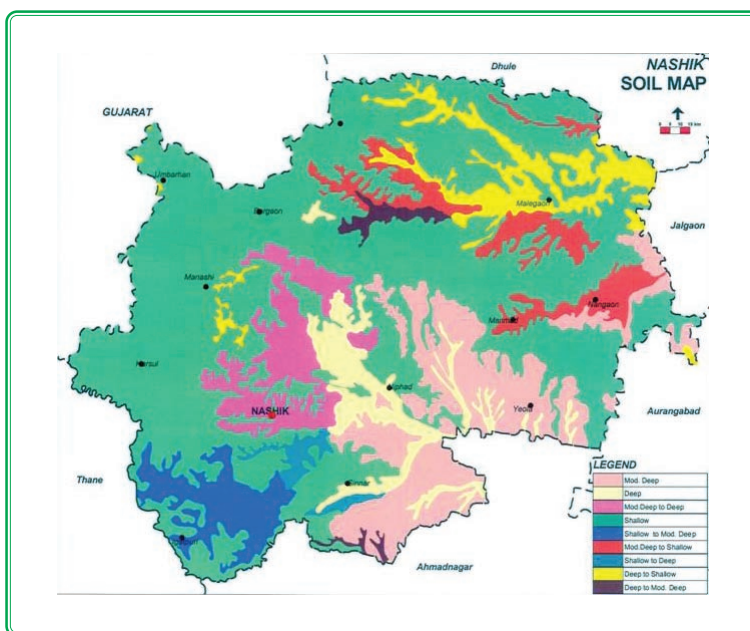 NASHIK
SOIL MAP
Dhule
GUJARAT
Umbarhan
Malegaon
Jalgaon
Manashi
Nangaon
Harsul
Niphad
Yeola
NASHIK
Aurangabad
Thane
Sinnar
Ahmadnagar
LEGEND
Mod. Deep
Deep
Mod.Deep to Deep
Shallow
Shallow to Mod. Deep
Mod.Deep to Shallow
Shallow to Deep
Deep to Shallow
Deep to Mod. Deep